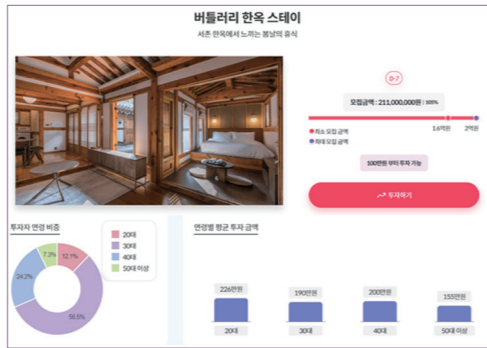 버틀러리 한옥 스테이
서촌 한옥에서 느끼는 봄날의 휴식
D-7
모집금액 : 211,000,000원 | 105%
1.6억원 2억원
최소 모집 금액
최대 모집 금액
100만원 부터 투자 가능
투자하기
투자자 연령 비중
20대
30대
40대
50대 이상
7.3%
12.1%
24.2%
56.5%
연령별 평균 투자 금액
226만원
190만원
200만원
155만원
20대
30대
40대
50대 이상